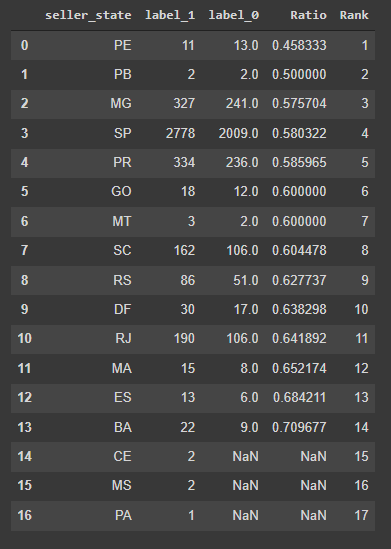 seller_state label_1 label_0 Ratio Rank
0 PE 11 13.0 0.458333 1
1 PB 2 2.0 0.500000 2
2 MG 327 241.0 0.575704 3
3 SP 2778 2009.0 0.580322 4
4 PR 334 236.0 0.585965 5
5 GO 18 12.0 0.600000 6
6 MT 3 2.0 0.600000 7
7 SC 162 106.0 0.604478 8
8 RS 86 51.0 0.627737 9
9 DF 30 17.0 0.638298 10
10 RJ 190 106.0 0.641892 11
11 MA 15 8.0 0.652174 12
12 ES 13 6.0 0.684211 13
13 BA 22 9.0 0.709677 14
14 CE 2 NaN NaN 15
15 MS 2 NaN NaN 16
16 PA 1 NaN NaN 17